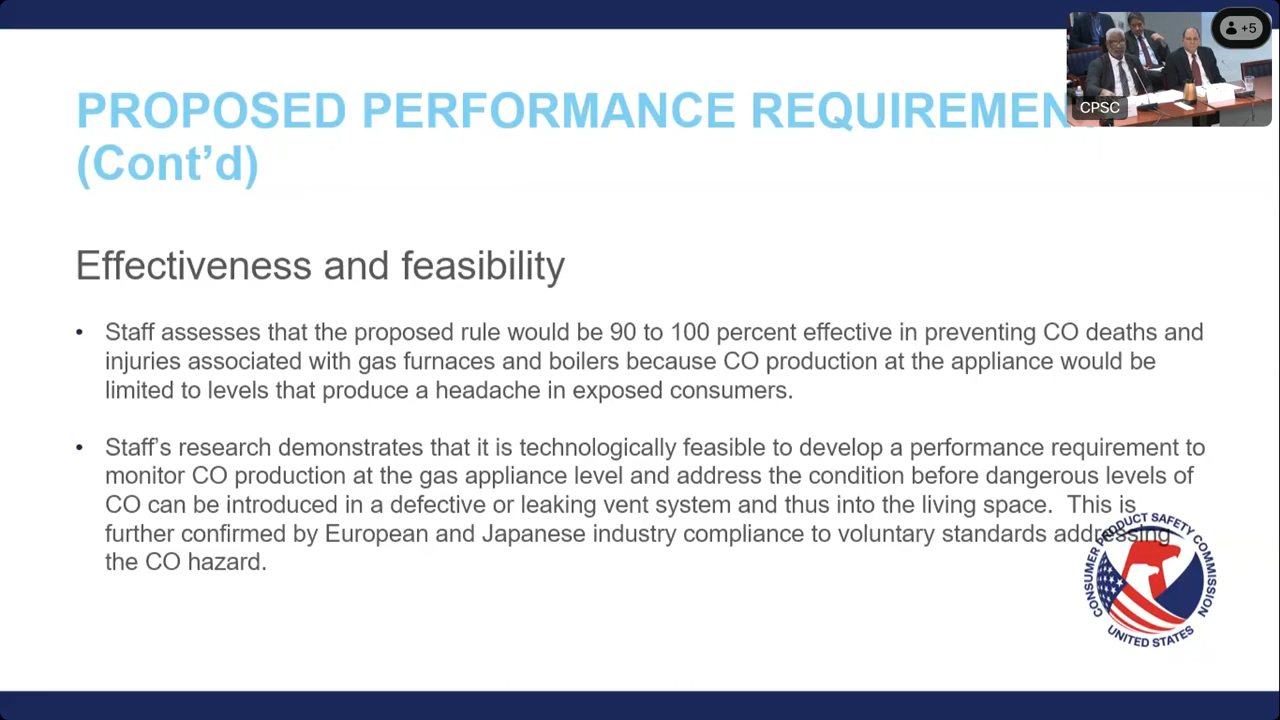 +5
CPSC
PROPOSED PERFORMANCE REQUIREMEN
(Cont'd)
Effectiveness and feasibility
• Staff assesses that the proposed rule would be 90 to 100 percent effective in preventing CO deaths and
injuries associated with gas furnaces and boilers because CO production at the appliance would be
limited to levels that produce a headache in exposed consumers.
• Staff's research demonstrates that it is technologically feasible to develop a performance requirement to
monitor CO production at the gas appliance level and address the condition before dangerous levels of
CO can be introduced in a defective or leaking vent system and thus into the living space. This is
further confirmed by European and Japanese industry compliance to voluntary standards addressing
the CO hazard.
CONSUMER PRODUCT SAFETY COMMISSION
UNITED STATES